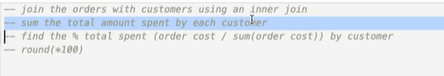 -- join the orders with customers using an inner join
-- sum the total amount spent by each customer
-- find the % total spent (order cost / sum(order cost)) by customer
-- round(*100)